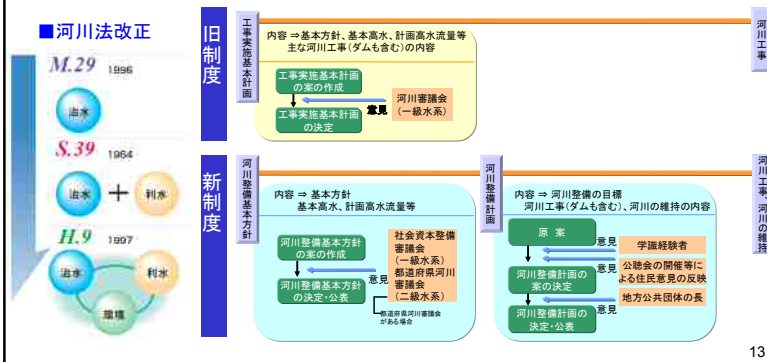 ■河川法改正
M.29 1996
治水
S.39 1964
治水 + 利水
H.9 1997
治水 利水
環境
旧制度
工事実施基本計画
内容 ⇒基本方針、基本高水、計画高水流量等
主な河川工事(ダムも含む)の内容
工事実施基本計画
の案の作成
意見
河川審議会
(一級水系)
工事実施基本計画
の決定
河川工事
新制度
河川整備基本方針
内容 ⇒ 基本方針
基本高水、計画高水流量等
河川整備基本方針
の案の作成
意見
社会資本整備
審議会
(一級水系)
都道府県河川
審議会
(二級水系)
河川整備基本方針
の決定・公表
都道府県河川審議会
がある場合
河川整備計画
内容 ⇒ 河川整備の目標
河川工事(ダムも含む)、河川の維持の内容
原 案
意見
学識経験者
意見
公聴会の開催等に
よる住民意見の反映
河川整備計画の
案の決定
地方公共団体の長
意見
河川整備計画の
決定・公表
河川工事、河川の維持
13